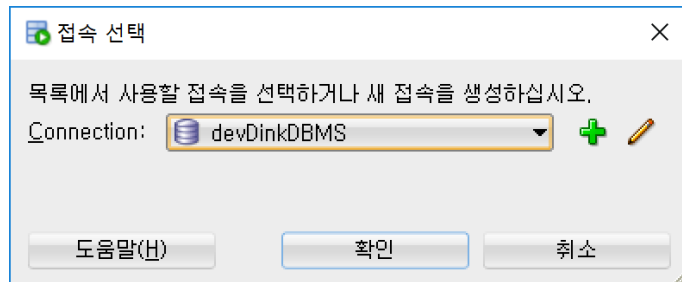 접속 선택
목록에서 사용할 접속을 선택하거나 새 접속을 생성하십시오.
Connection: devDinkDBMS
도움말(H) 확인 취소